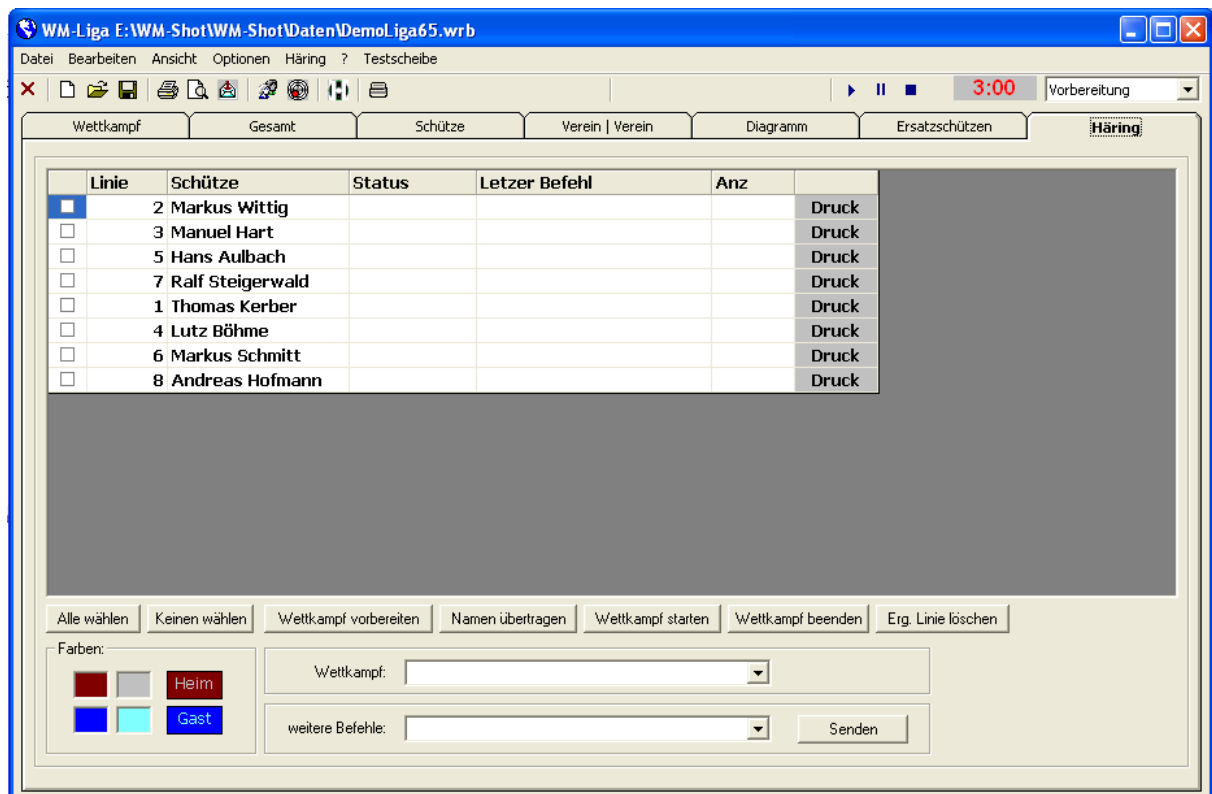 WM-Liga E:\WM-Shot\WM-Shot\Daten\DemoLiga65.wrb
Datei Bearbeiten Ansicht Optionen Häring ? Testscheibe
3:00 Vorbereitung
Wettkampf Gesamt Schütze Verein | Verein Diagramm Ersatzschützen Häring
Linie Schütze Status Letzer Befehl Anz
2 Markus Wittig Druck
3 Manuel Hart Druck
5 Hans Aulbach Druck
7 Ralf Steigerwald Druck
1 Thomas Kerber Druck
4 Lutz Böhme Druck
6 Markus Schmitt Druck
8 Andreas Hofmann Druck
Alle wählen Keinen wählen Wettkampf vorbereiten Namen übertragen Wettkampf starten Wettkampf beenden Erg. Linie löschen
Farben:
Heim
Gast
Wettkampf:
weitere Befehle: Senden